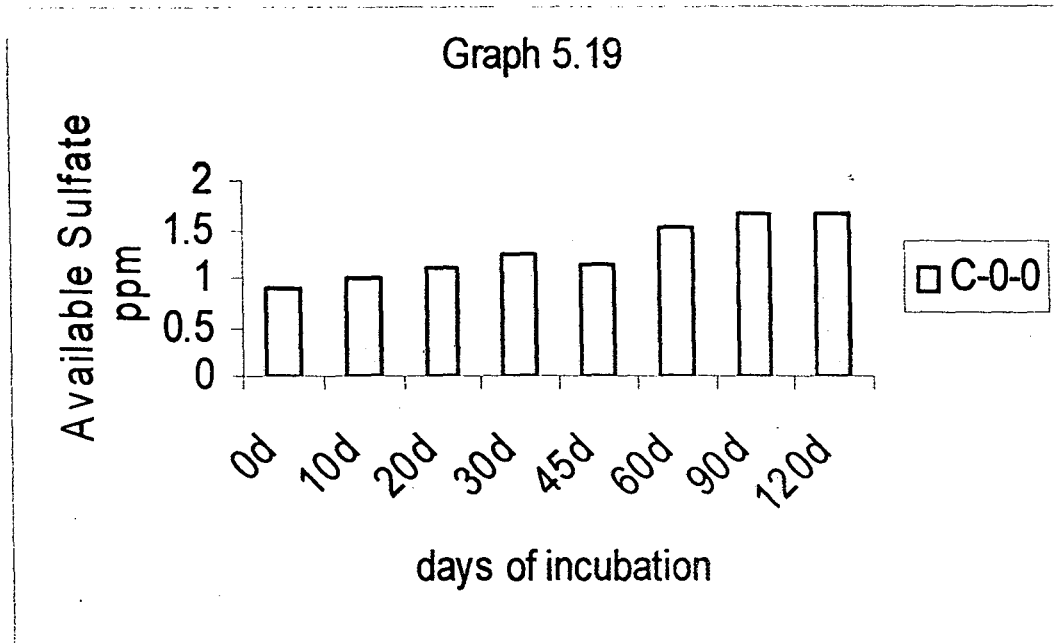 Graph 5.19
Available Sulfate
ppm
2
1.5
1
0.5
0
0d
10d
20d
30d
45d
60d
90d
120d
days of incubation
C-0-0